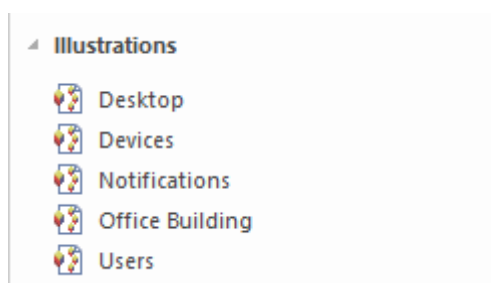 Illustrations
Desktop
Devices
Notifications
Office Building
Users